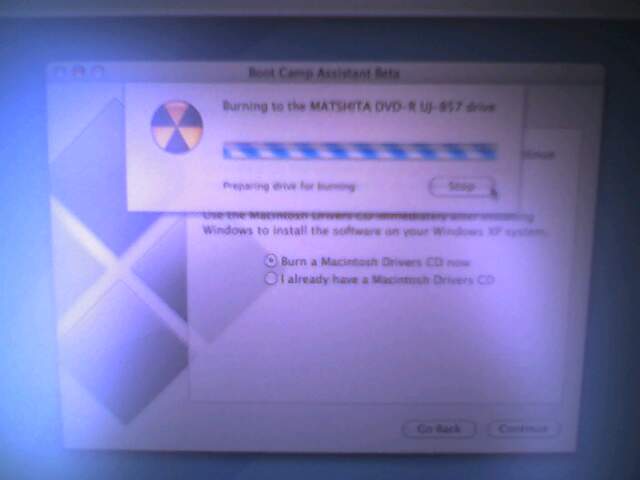 Boot Camp Assistant Beta
Burning to the MATSHITA DVD-R UJ-857 drive
Preparing drive for burning
Stop
Use the Macintosh Drivers CD immediately after installing
Windows to install the software on your Windows XP system.
Burn a Macintosh Drivers CD now
I already have a Macintosh Drivers CD
Go Back
Continue